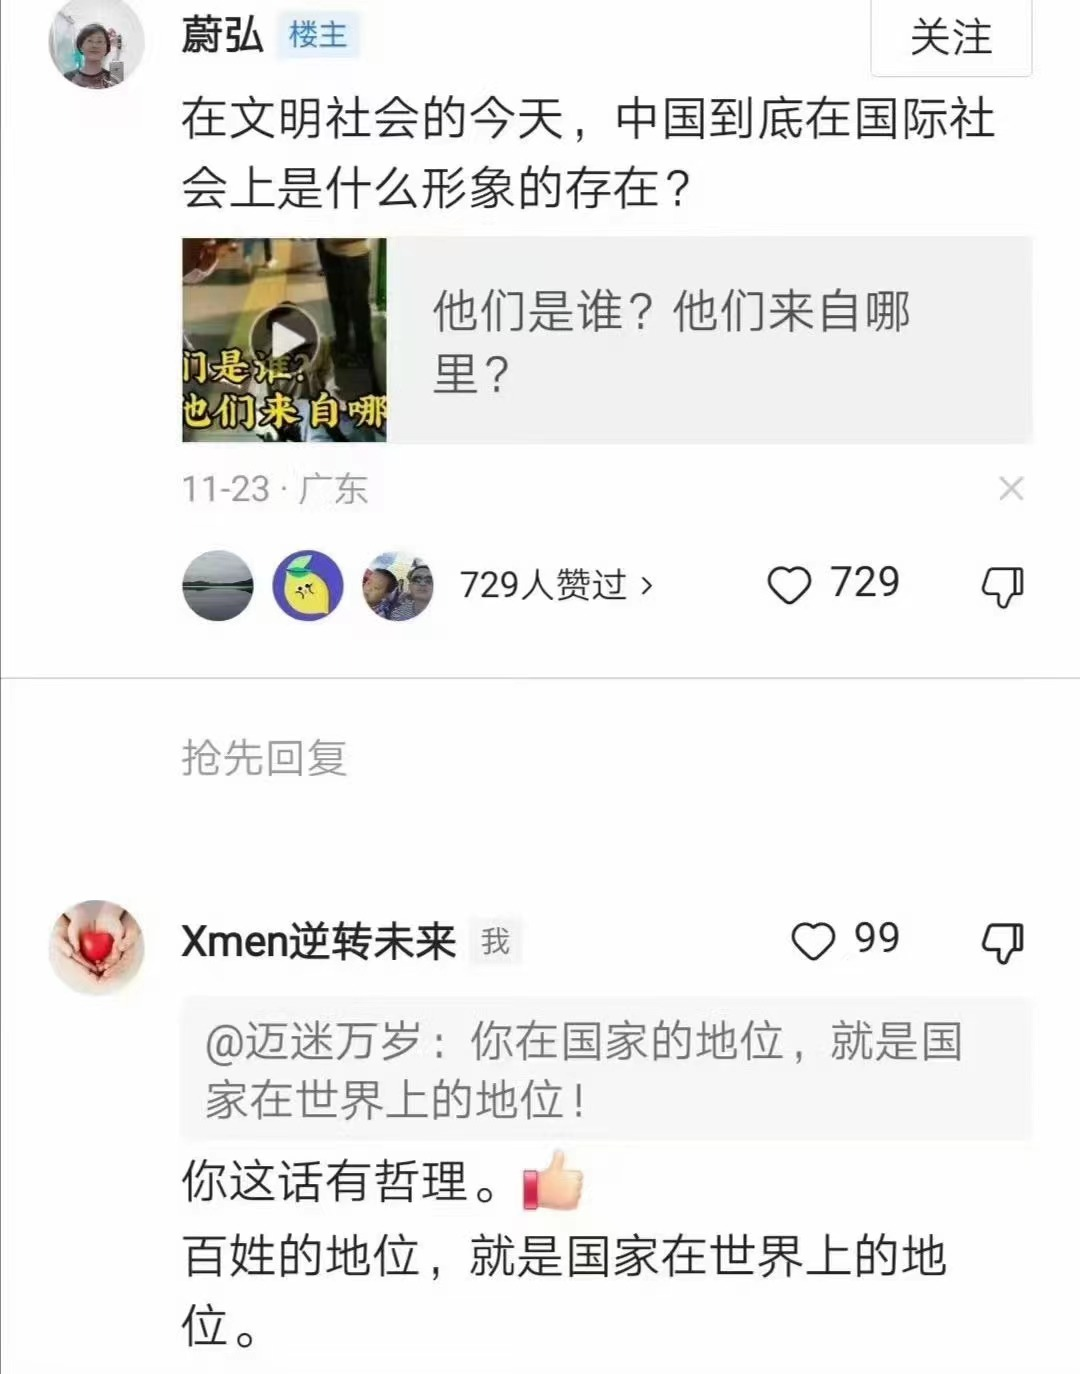 蔚弘 楼主 关注
在文明社会的今天，中国到底在国际社
会上是什么形象的存在？
们是谁？
他们来自哪
他们是谁？他们来自哪
里？
11-23 · 广东
729人赞过 729
抢先回复
Xmen逆转未来 我 99
@迈迷万岁：你在国家的地位，就是国
家在世界上的地位！
你这话有哲理。
百姓的地位，就是国家在世界上的地
位。